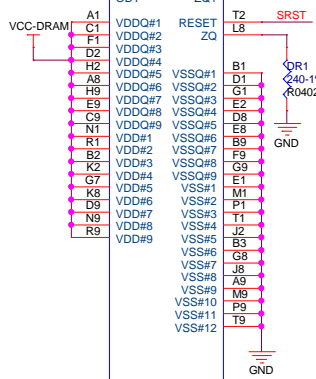 ZQ1
VCC-DRAM
A1 VDDQ#1 RESET T2 SRST
C1 VDDQ#2 ZQ L8
F1 VDDQ#3
D2 VDDQ#4
H2 VDDQ#5 VSSQ#1 B1 DR1
A8 VDDQ#6 VSSQ#2 D1 240-1%
H9 VDDQ#7 VSSQ#3 G1 R0402
E9 VDDQ#8 VSSQ#4 E2
C9 VDDQ#9 VSSQ#5 D8
N1 VDD#1 VSSQ#6 E8 GND
R1 VDD#2 VSSQ#7 B9
B2 VDD#3 VSSQ#8 F9
K2 VDD#4 VSSQ#9 G9
G7 VDD#5 VSS#1 E1
K8 VDD#6 VSS#2 M1
D9 VDD#7 VSS#3 P1
N9 VDD#8 VSS#4 T1
R9 VDD#9 VSS#5 J2
VSS#6 B3
VSS#7 G8
VSS#8 J8
VSS#9 A9
VSS#10 M9
VSS#11 P9
VSS#12 T9
GND